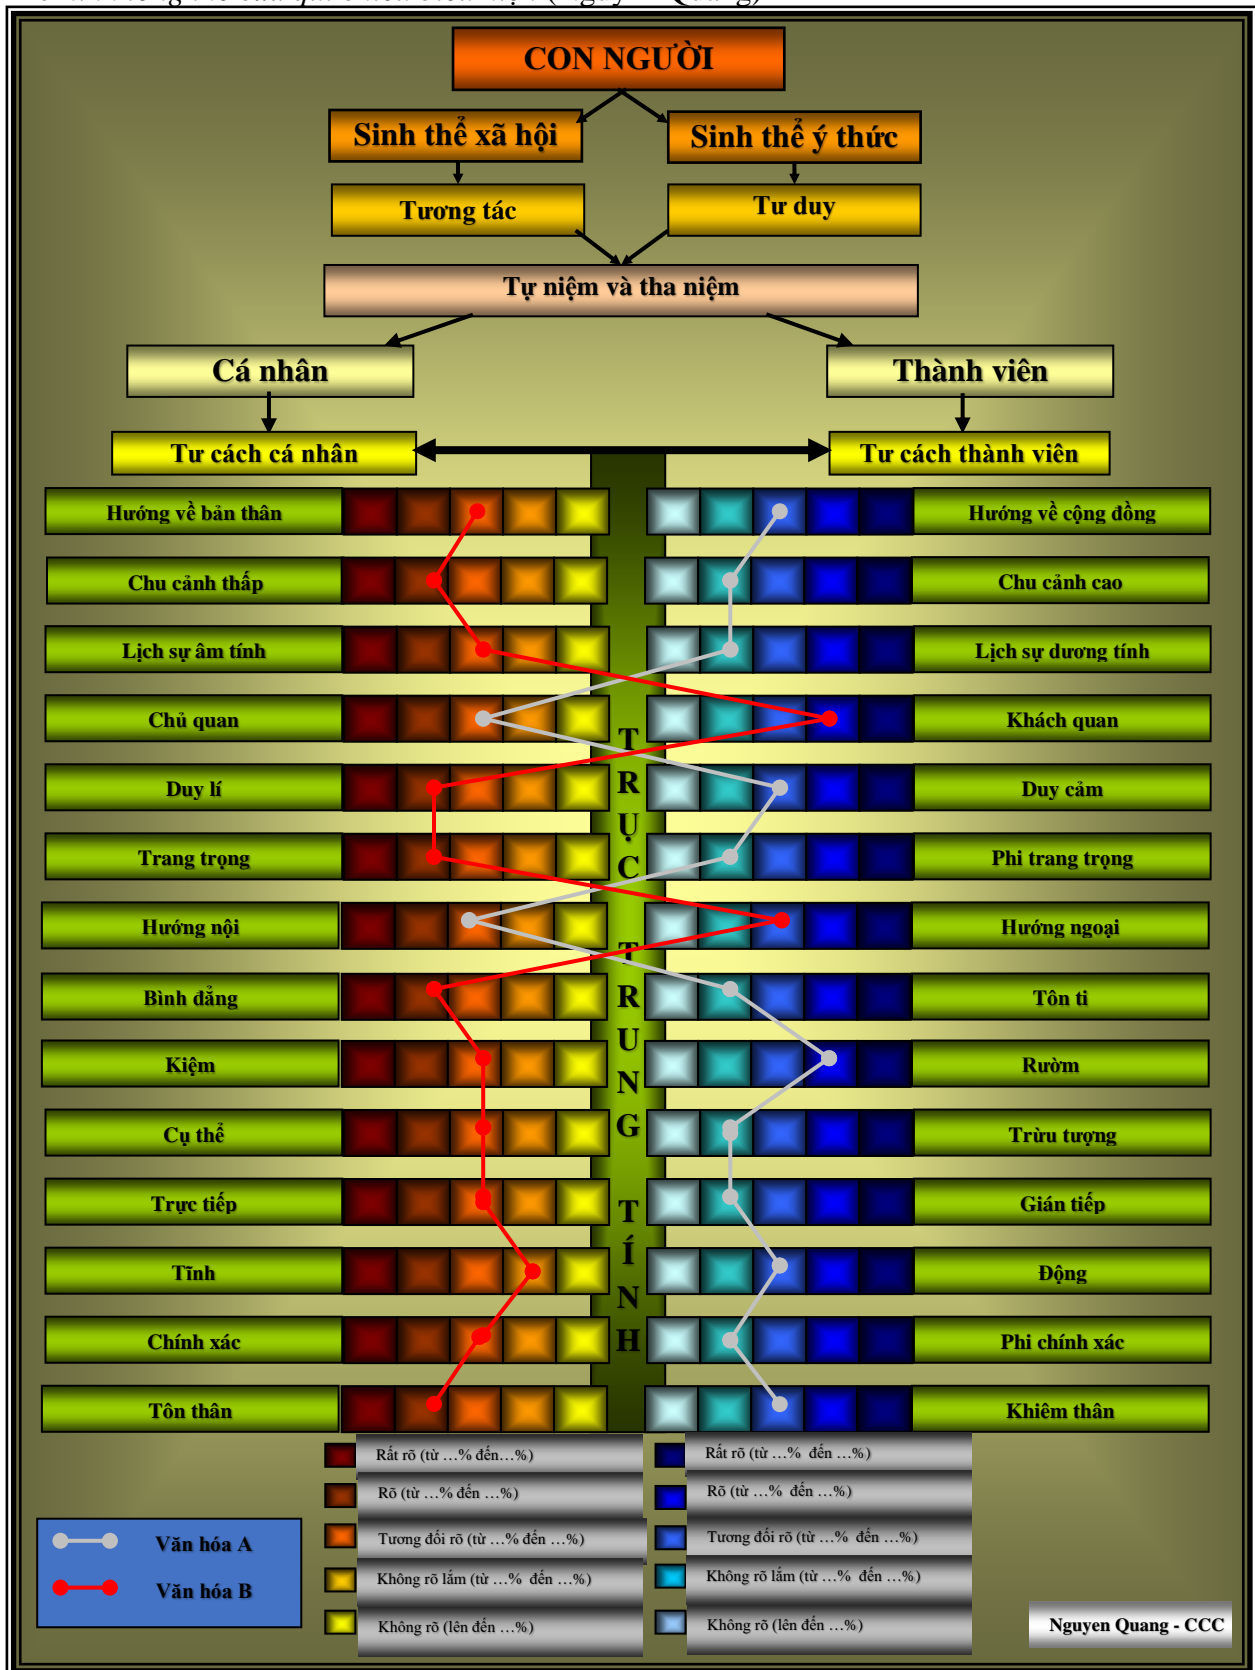 CON NGƯỜI
Sinh thể xã hội
Sinh thể ý thức
Tương tác
Tư duy
Tự niệm và tha niệm
Cá nhân
Thành viên
Tư cách cá nhân
Tư cách thành viên
Hướng về bản thân
Hướng về cộng đồng
Chu cảnh thấp
Chu cảnh cao
Lịch sự âm tính
Lịch sự dương tính
Chủ quan
Khách quan
Duy lí
Duy cảm
Trang trọng
Phi trang trọng
Hướng nội
Hướng ngoại
Bình đẳng
Tôn ti
Kiệm
Rườm
Cụ thể
Trừu tượng
Trực tiếp
Gián tiếp
Tĩnh
Động
Chính xác
Phi chính xác
Tôn thân
Khiêm thân
TRỤC TRUNG TÍNH
Rất rõ (từ …% đến…%)
Rõ (từ …% đến …%)
Tương đối rõ (từ …% đến …%)
Không rõ lắm (từ …% đến …%)
Không rõ (lên đến …%)
Rất rõ (từ …% đến …%)
Rõ (từ …% đến …%)
Tương đối rõ (từ …% đến …%)
Không rõ lắm (từ …% đến …%)
Không rõ (lên đến …%)
Văn hóa A
Văn hóa B
Nguyen Quang - CCC